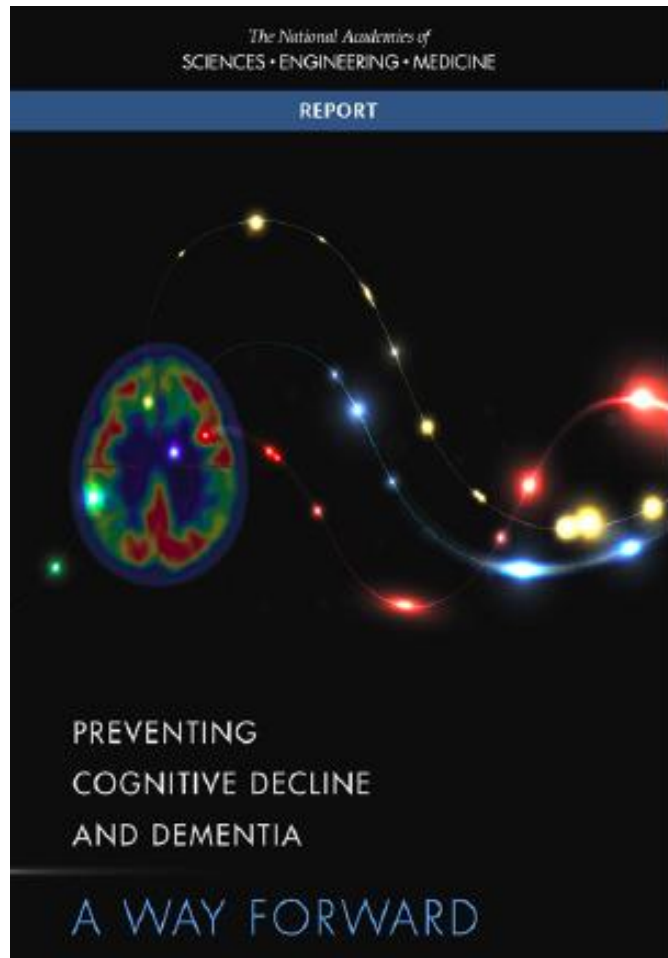 The National Academies of
SCIENCES • ENGINEERING • MEDICINE
REPORT
PREVENTING
COGNITIVE DECLINE
AND DEMENTIA
A WAY FORWARD